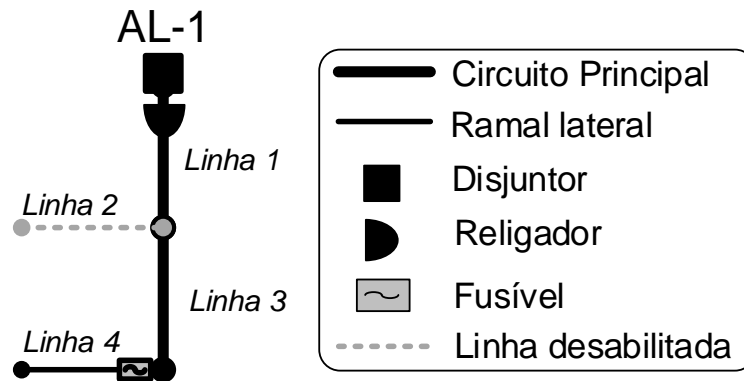 AL-1
Linha 1
Linha 2
Linha 3
Linha 4
Circuito Principal
Ramal lateral
Disjuntor
Religador
Fusível
Linha desabilitada